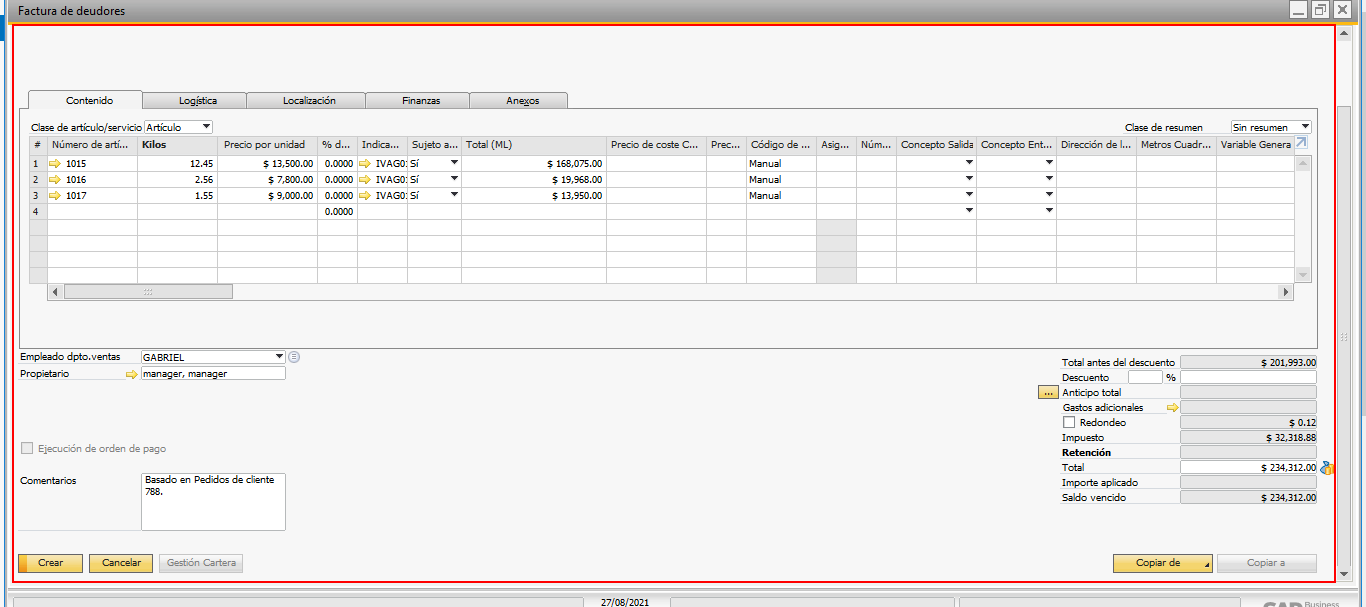 Factura de deudores
Contenido Logística Localización Finanzas Anexos
Clase de artículo/servicio Artículo Clase de resumen Sin resumen
# Número de artí... Kilos Precio por unidad % d... Indica... Sujeto a... Total (ML) Precio de coste C... Prec... Código de ... Asig... Núm... Concepto Salida Concepto Ent... Dirección de l... Metros Cuadr... Variable Genera
1 1015 12.45 $ 13,500.00 0.0000 Sí $ 168,075.00 Manual
2 1016 2.56 $ 7,800.00 0.0000 Sí $ 19,968.00 Manual
3 1017 1.55 $ 9,000.00 0.0000 Sí $ 13,950.00 Manual
4 0.0000
Empleado dpto.ventas GABRIEL
Propietario manager, manager
Total antes del descuento $ 201,993.00
Descuento %
... Anticipo total
Gastos adicionales
Redondeo $ 0.12
Impuesto $ 32,318.88
Ejecución de orden de pago
Retención
Total $ 234,312.00
Comentarios Basado en Pedidos de cliente
788.
Importe aplicado
Saldo vencido $ 234,312.00
Crear Cancelar Gestión Cartera Copiar de Copiar a
27/08/2021
Business